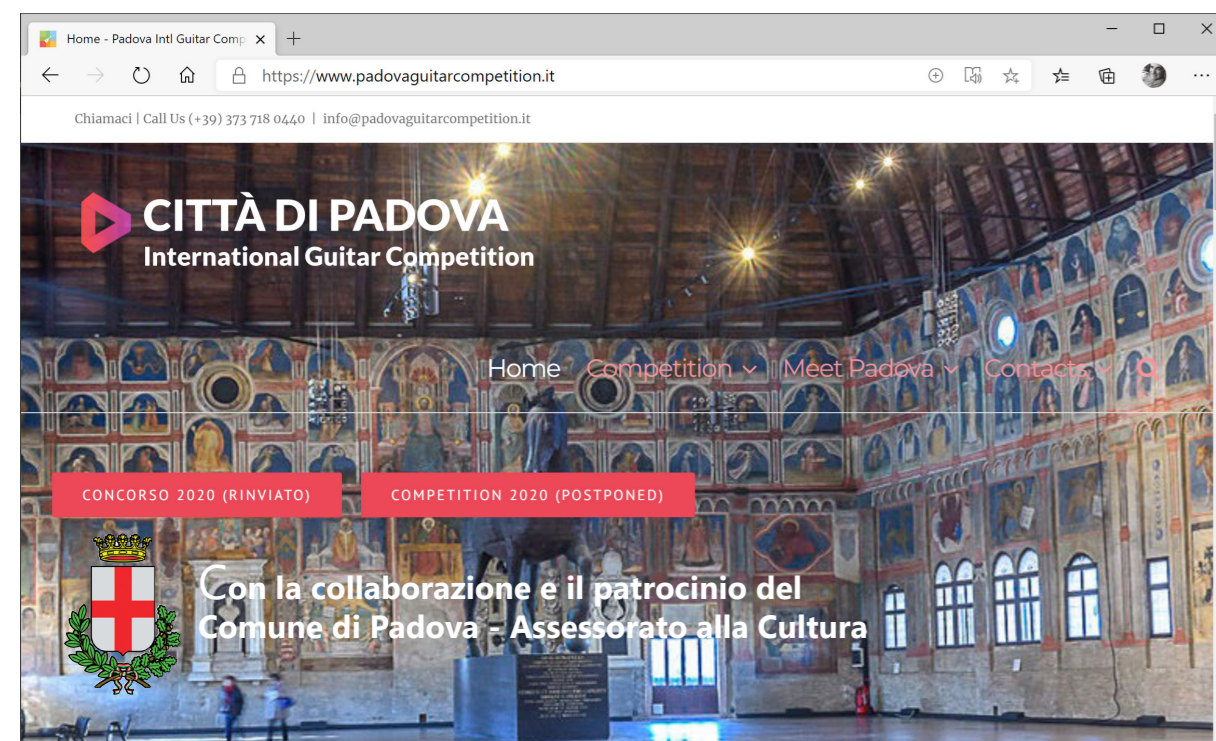 Home - Padova Intl Guitar Comp
https://www.padovaguitarcompetition.it
Chiamaci | Call Us (+39) 373 718 0440 | info@padovaguitarcompetition.it
CITTÀ DI PADOVA
International Guitar Competition
Home Competition Meet Padova Contacts
CONCORSO 2020 (RINVIATO) COMPETITION 2020 (POSTPONED)
Con la collaborazione e il patrocinio del
Comune di Padova - Assessorato alla Cultura